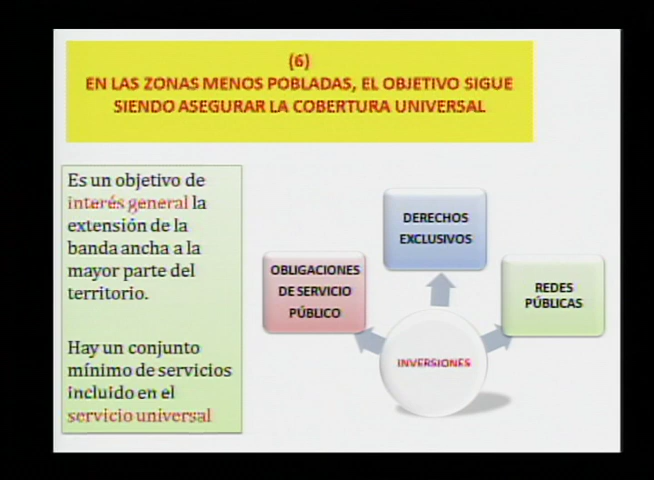 (6)
EN LAS ZONAS MENOS POBLADAS, EL OBJETIVO SIGUE
SIENDO ASEGURAR LA COBERTURA UNIVERSAL
Es un objetivo de
interés general la
extensión de la
banda ancha a la
mayor parte del
territorio.
Hay un conjunto
mínimo de servicios
incluido en el
servicio universal
OBLIGACIONES
DE SERVICIO
PÚBLICO
DERECHOS
EXCLUSIVOS
REDES
PÚBLICAS
INVERSIONES